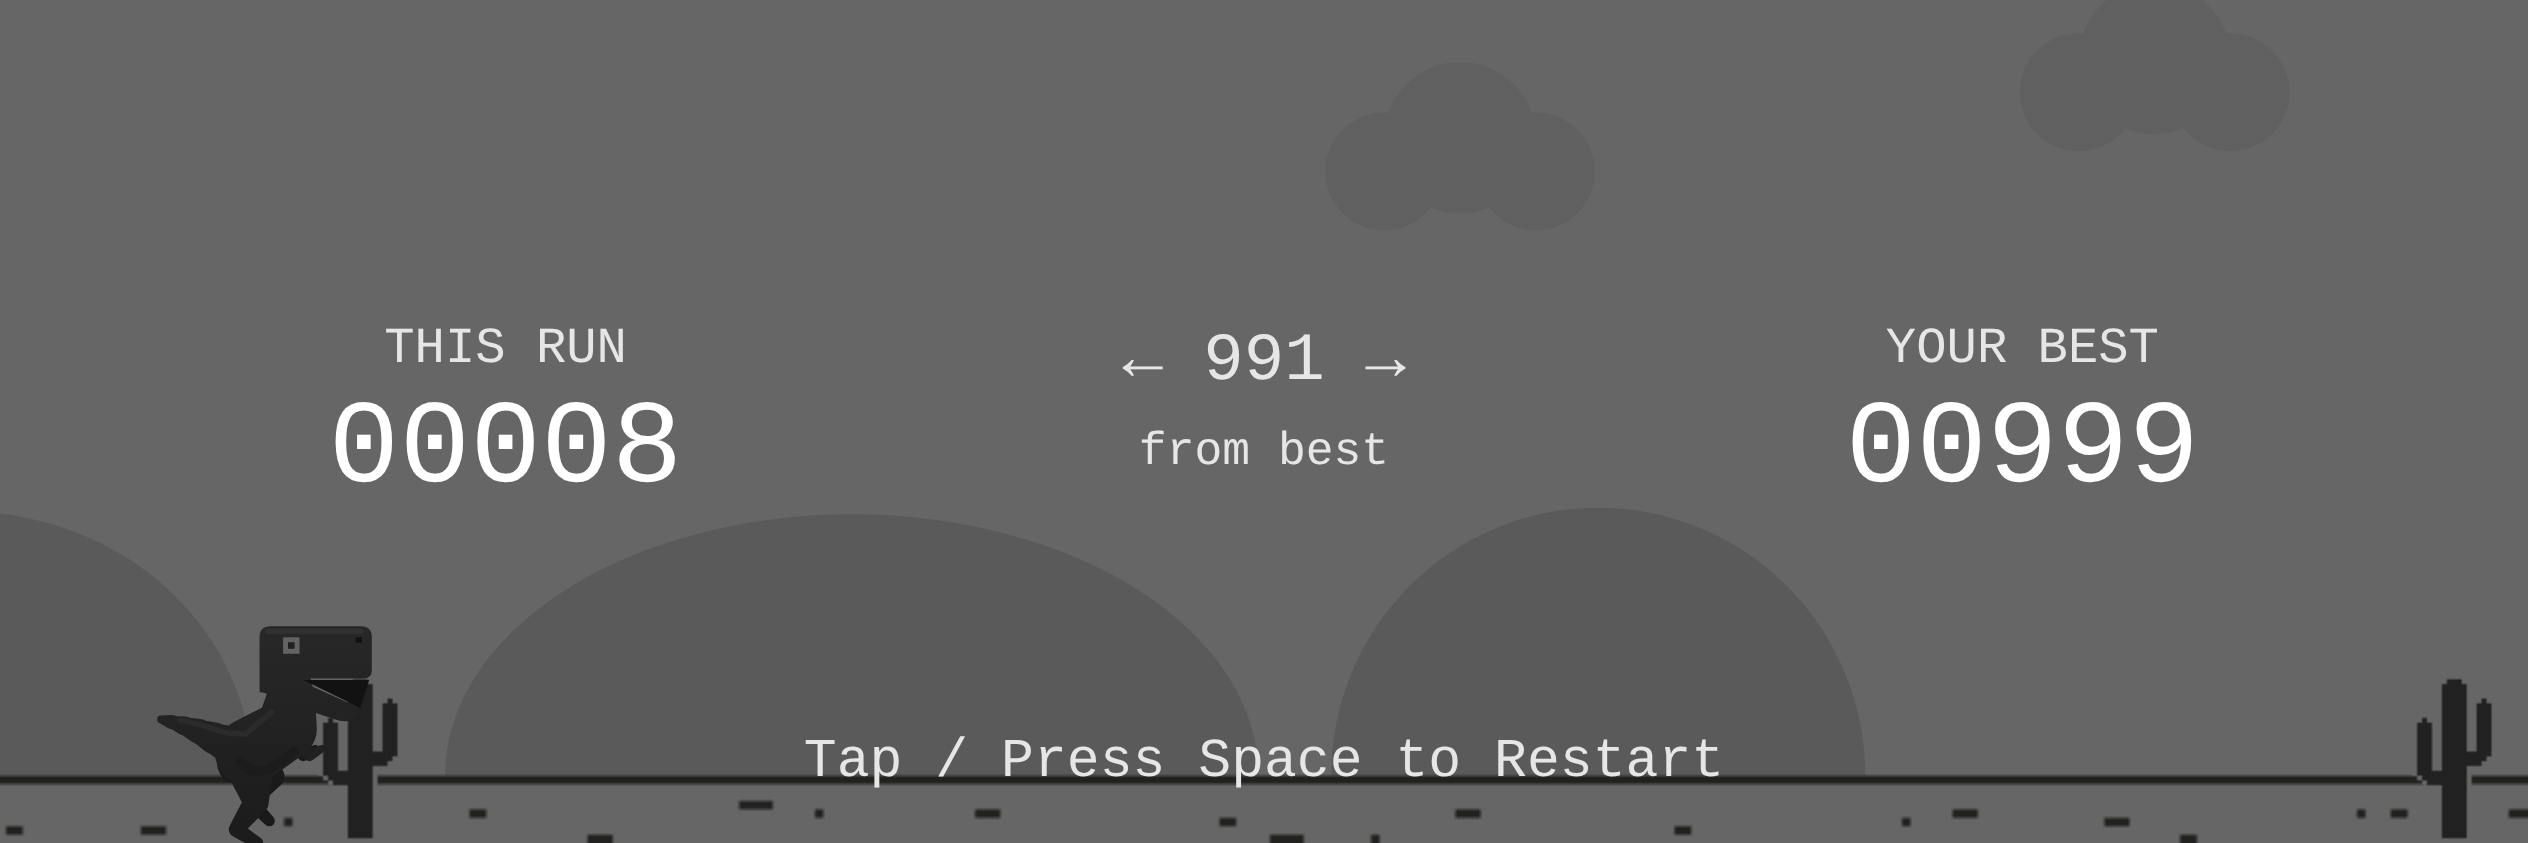 THIS RUN
00008
← 991 →
from best
YOUR BEST
00999
Tap / Press Space to Restart